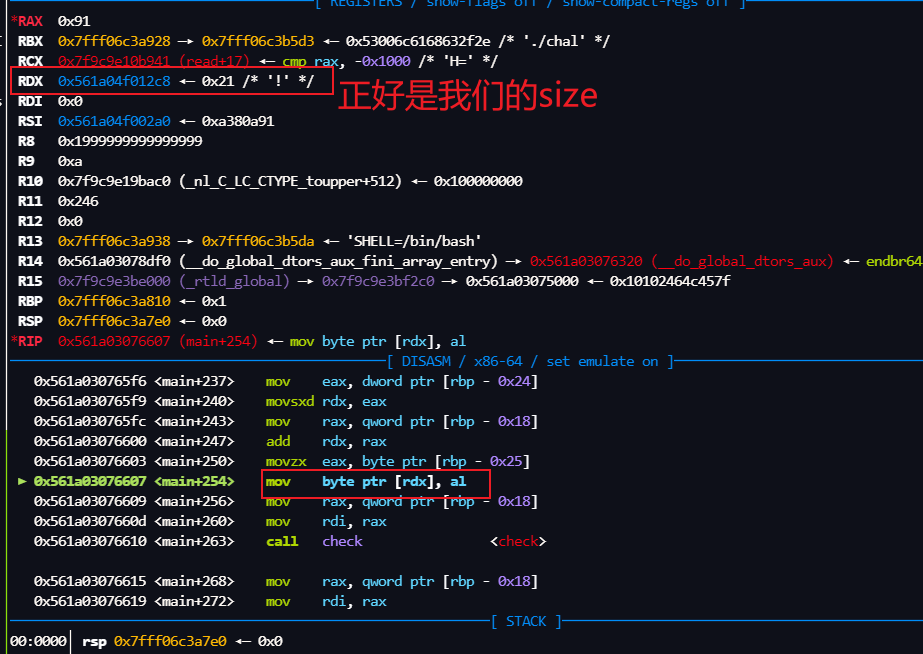 [ REGISTERS / show-flags off / show-compact-regs off ]
*RAX  0x91
RBX  0x7fff06c3a928 —▸ 0x7fff06c3b5d3 ◂— 0x53006c6168632f2e /* './chal' */
RCX  0x7f9c9e10b941 (read+17) ◂— cmp rax, -0x1000 /* 'H=' */
RDX  0x561a04f012c8 ◂— 0x21 /* '!' */
正好是我们的size
RDI  0x0
RSI  0x561a04f002a0 ◂— 0xa380a91
R8   0x1999999999999999
R9   0xa
R10  0x7f9c9e19bac0 (_nl_C_LC_CTYPE_toupper+512) ◂— 0x100000000
R11  0x246
R12  0x0
R13  0x7fff06c3a938 —▸ 0x7fff06c3b5da ◂— 'SHELL=/bin/bash'
R14  0x561a03078df0 (__do_global_dtors_aux_fini_array_entry) —▸ 0x561a03076320 (__do_global_dtors_aux) ◂— endbr64
R15  0x7f9c9e3be000 (_rtld_global) —▸ 0x7f9c9e3bf2c0 —▸ 0x561a03075000 ◂— 0x10102464c457f
RBP  0x7fff06c3a810 ◂— 0x1
RSP  0x7fff06c3a7e0 ◂— 0x0
*RIP  0x561a03076607 (main+254) ◂— mov byte ptr [rdx], al
[ DISASM / x86-64 / set emulate on ]
0x561a030765f6 <main+237>    mov    eax, dword ptr [rbp - 0x24]
0x561a030765f9 <main+240>    movsxd rdx, eax
0x561a030765fc <main+243>    mov    rax, qword ptr [rbp - 0x18]
0x561a03076600 <main+247>    add    rdx, rax
0x561a03076603 <main+250>    movzx  eax, byte ptr [rbp - 0x25]
► 0x561a03076607 <main+254>    mov    byte ptr [rdx], al
0x561a03076609 <main+256>    mov    rax, qword ptr [rbp - 0x18]
0x561a0307660d <main+260>    mov    rdi, rax
0x561a03076610 <main+263>    call   check                <check>
0x561a03076615 <main+268>    mov    rax, qword ptr [rbp - 0x18]
0x561a03076619 <main+272>    mov    rdi, rax
[ STACK ]
00:0000│ rsp 0x7fff06c3a7e0 ◂— 0x0